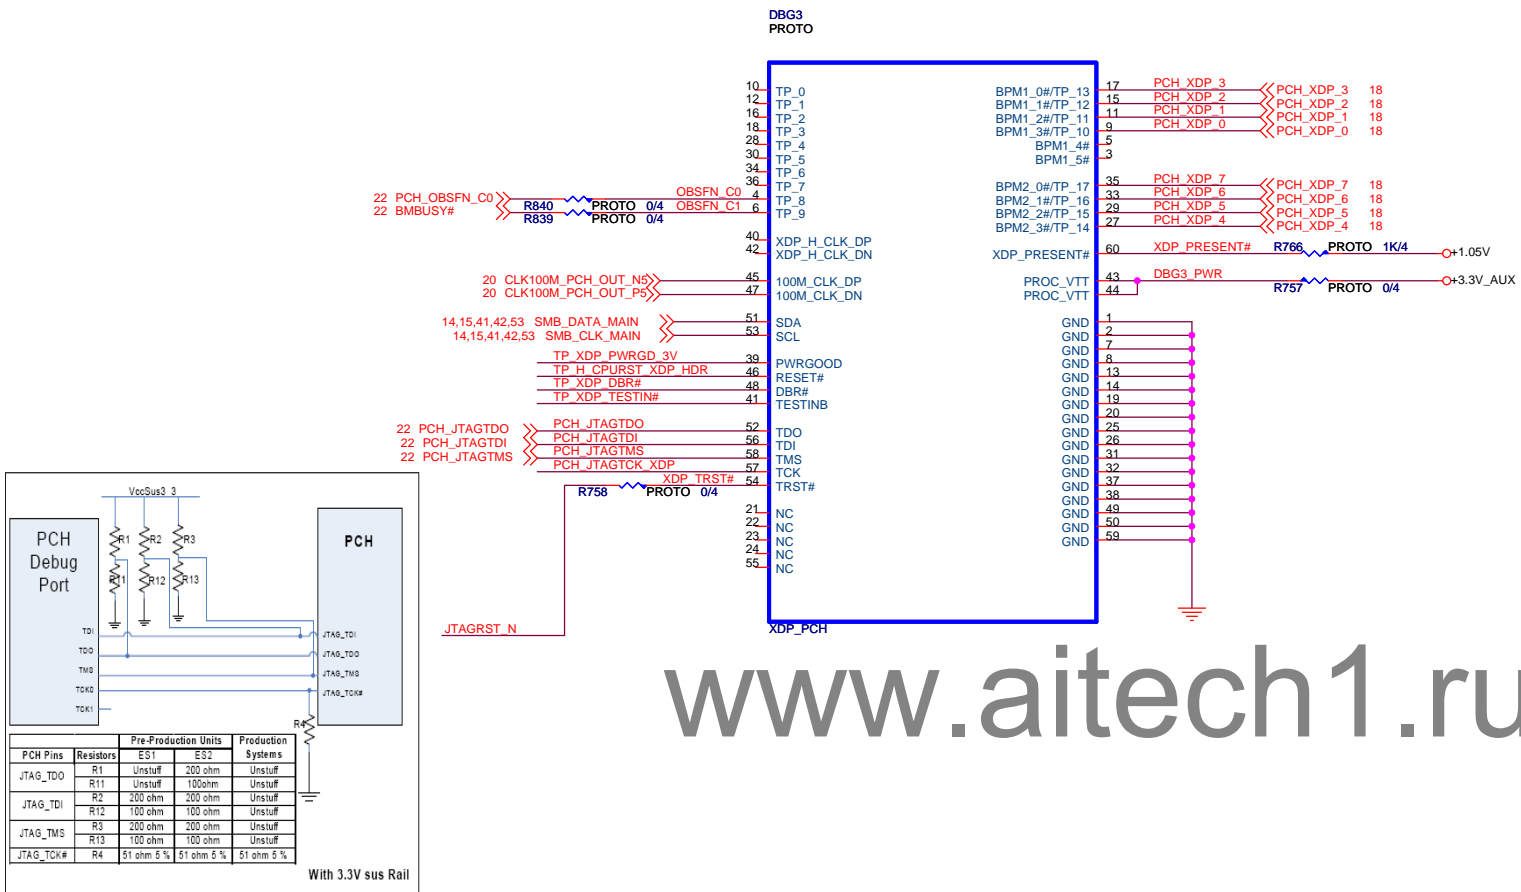 DBG3
PROTO
10 TP_0
12 TP_1
16 TP_2
18 TP_3
28 TP_4
30 TP_5
34 TP_6
36 TP_7
22 PCH_OBSFN_C0 R840 PROTO 0/4 OBSFN_C0 4 TP_8
22 BMBUSY# R839 PROTO 0/4 OBSFN_C1 6 TP_9
40 XDP_H_CLK_DP
42 XDP_H_CLK_DN
20 CLK100M_PCH_OUT_N5 45 100M_CLK_DP
20 CLK100M_PCH_OUT_P5 47 100M_CLK_DN
14,15,41,42,53 SMB_DATA_MAIN 51 SDA
14,15,41,42,53 SMB_CLK_MAIN 53 SCL
TP_XDP_PWRGD_3V 39 PWRGOOD
TP_H_CPURST_XDP_HDR 46 RESET#
TP_XDP_DBR# 48 DBR#
TP_XDP_TESTIN# 41 TESTINB
22 PCH_JTAGTDO PCH_JTAGTDO 52 TDO
22 PCH_JTAGTDI PCH_JTAGTDI 56 TDI
22 PCH_JTAGTMS PCH_JTAGTMS 58 TMS
PCH_JTAGTCK_XDP 57 TCK
R758 PROTO 0/4 XDP_TRST# 54 TRST#
21 NC
22 NC
23 NC
24 NC
55 NC
JTAGRST_N
XDP_PCH
BPM1_0#/TP_13 17 PCH_XDP_3 PCH_XDP_3 18
BPM1_1#/TP_12 15 PCH_XDP_2 PCH_XDP_2 18
BPM1_2#/TP_11 11 PCH_XDP_1 PCH_XDP_1 18
BPM1_3#/TP_10 9 PCH_XDP_0 PCH_XDP_0 18
BPM1_4# 5
BPM1_5# 3
BPM2_0#/TP_17 35 PCH_XDP_7 PCH_XDP_7 18
BPM2_1#/TP_16 33 PCH_XDP_6 PCH_XDP_6 18
BPM2_2#/TP_15 29 PCH_XDP_5 PCH_XDP_5 18
BPM2_3#/TP_14 27 PCH_XDP_4 PCH_XDP_4 18
XDP_PRESENT# 60 XDP_PRESENT# R766 PROTO 1K/4 +1.05V
PROC_VTT 43 DBG3_PWR R757 PROTO 0/4 +3.3V_AUX
PROC_VTT 44
GND 1
GND 2
GND 7
GND 8
GND 13
GND 14
GND 19
GND 20
GND 25
GND 26
GND 31
GND 32
GND 37
GND 38
GND 49
GND 50
GND 59
www.aitech1.ru
VccSus3_3
PCH
Debug
Port
R1 R2 R3
R11 R12 R13
PCH
TDI JTAG_TDI
TDO JTAG_TDO
TMS JTAG_TMS
TCK0 JTAG_TCK#
TCK1
R4
Pre-Production Units Production
PCH Pins Resistors ES1 ES2 Systems
JTAG_TDO R1 Unstuff 200 ohm Unstuff
R11 Unstuff 100ohm Unstuff
JTAG_TDI R2 200 ohm 200 ohm Unstuff
R12 100 ohm 100 ohm Unstuff
JTAG_TMS R3 200 ohm 200 ohm Unstuff
R13 100 ohm 100 ohm Unstuff
JTAG_TCK# R4 51 ohm 5 % 51 ohm 5 % 51 ohm 5 %
With 3.3V sus Rail